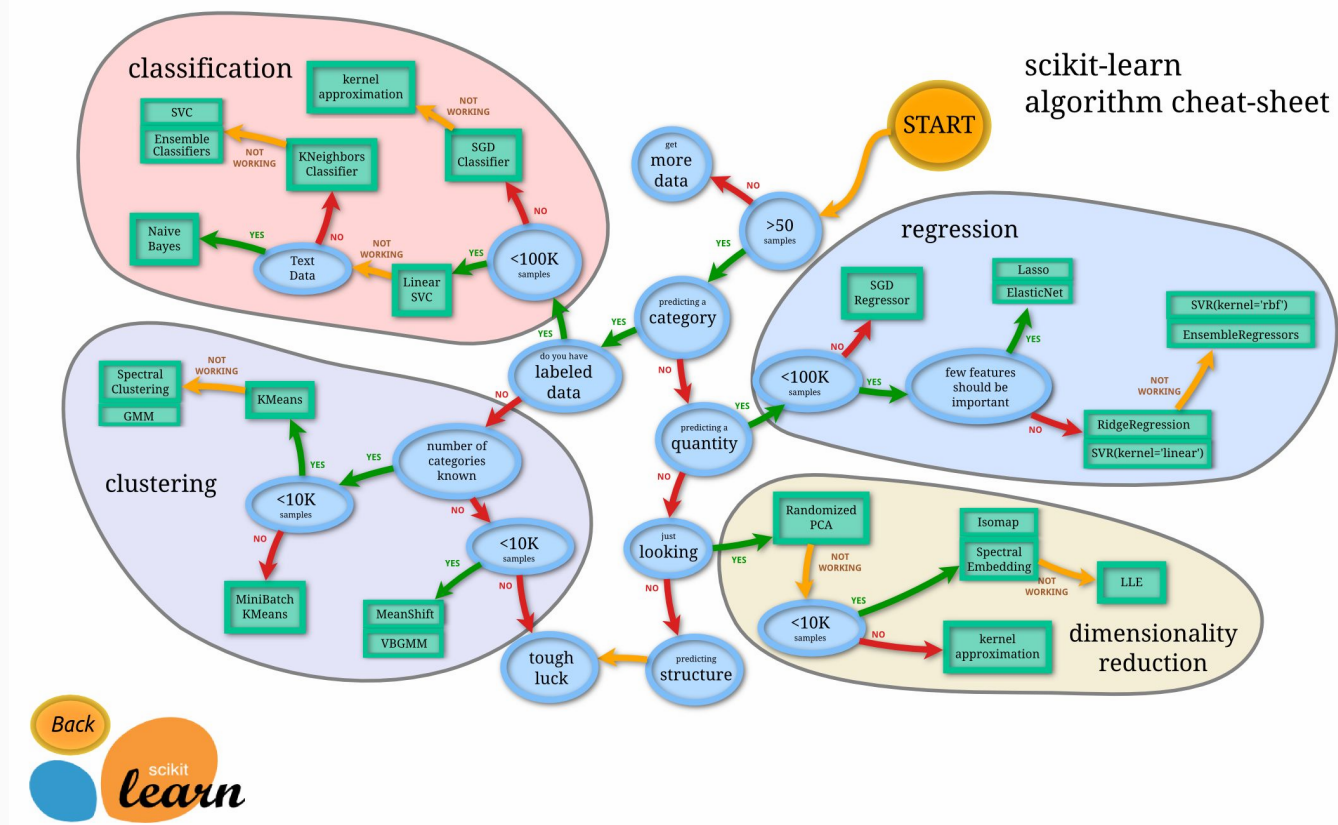 scikit-learn
algorithm cheat-sheet
START
get
more
data
NO
>50
samples
YES
predicting a
category
YES
NO
do you have
labeled
data
YES
NO
predicting a
quantity
YES
NO
just
looking
YES
NO
predicting
structure
tough
luck
classification
kernel
approximation
NOT
WORKING
SVC
Ensemble
Classifiers
NOT
WORKING
KNeighbors
Classifier
SGD
Classifier
NO
Naive
Bayes
YES
Text
Data
NO
NOT
WORKING
Linear
SVC
YES
<100K
samples
regression
SGD
Regressor
Lasso
ElasticNet
SVR(kernel='rbf')
EnsembleRegressors
NO
YES
<100K
samples
YES
few features
should be
important
NOT
WORKING
NO
RidgeRegression
SVR(kernel='linear')
clustering
Spectral
Clustering
GMM
NOT
WORKING
KMeans
YES
YES
number of
categories
known
<10K
samples
NO
NO
<10K
samples
MiniBatch
KMeans
YES
NO
MeanShift
VBGMM
dimensionality
reduction
Randomized
PCA
NOT
WORKING
Isomap
Spectral
Embedding
NOT
WORKING
LLE
YES
<10K
samples
NO
kernel
approximation
Back
scikit
learn